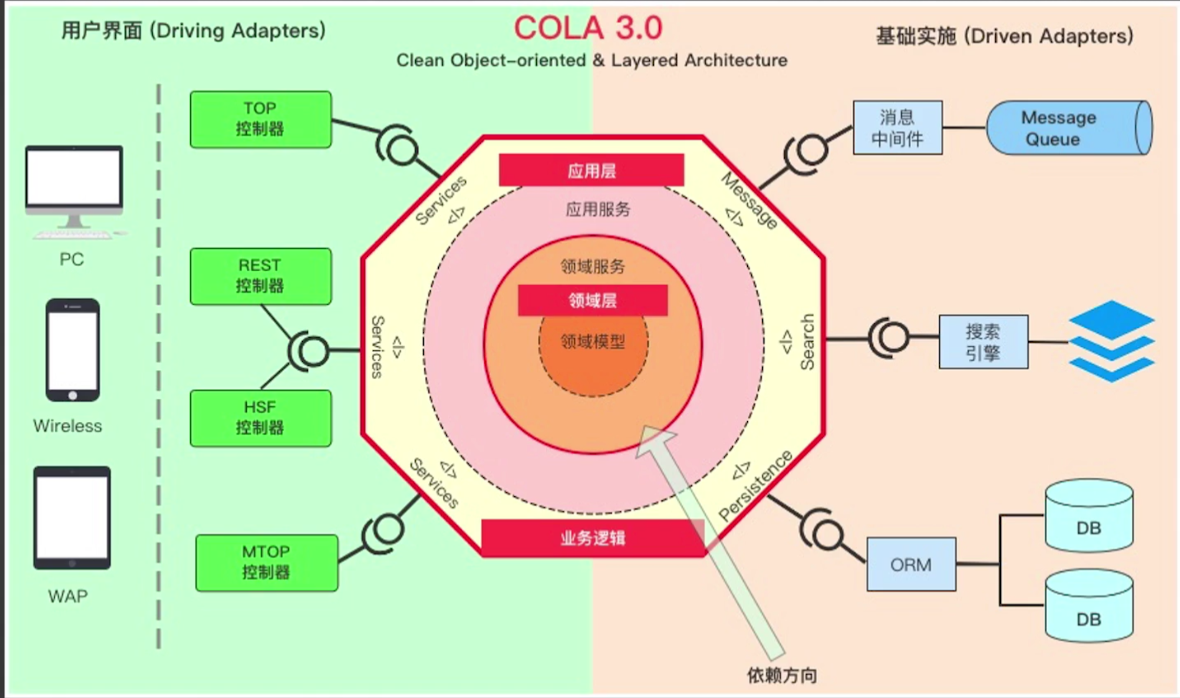 用户界面 (Driving Adapters)
COLA 3.0
Clean Object-oriented & Layered Architecture
基础实施 (Driven Adapters)
PC
Wireless
WAP
TOP
控制器
REST
控制器
HSF
控制器
MTOP
控制器
Services
</>
Services
</>
Services
</>
应用层
应用服务
领域服务
领域层
领域模型
业务逻辑
Message
</>
Search
</>
Persistence
</>
消息
中间件
Message
Queue
搜索
引擎
ORM
DB
DB
依赖方向